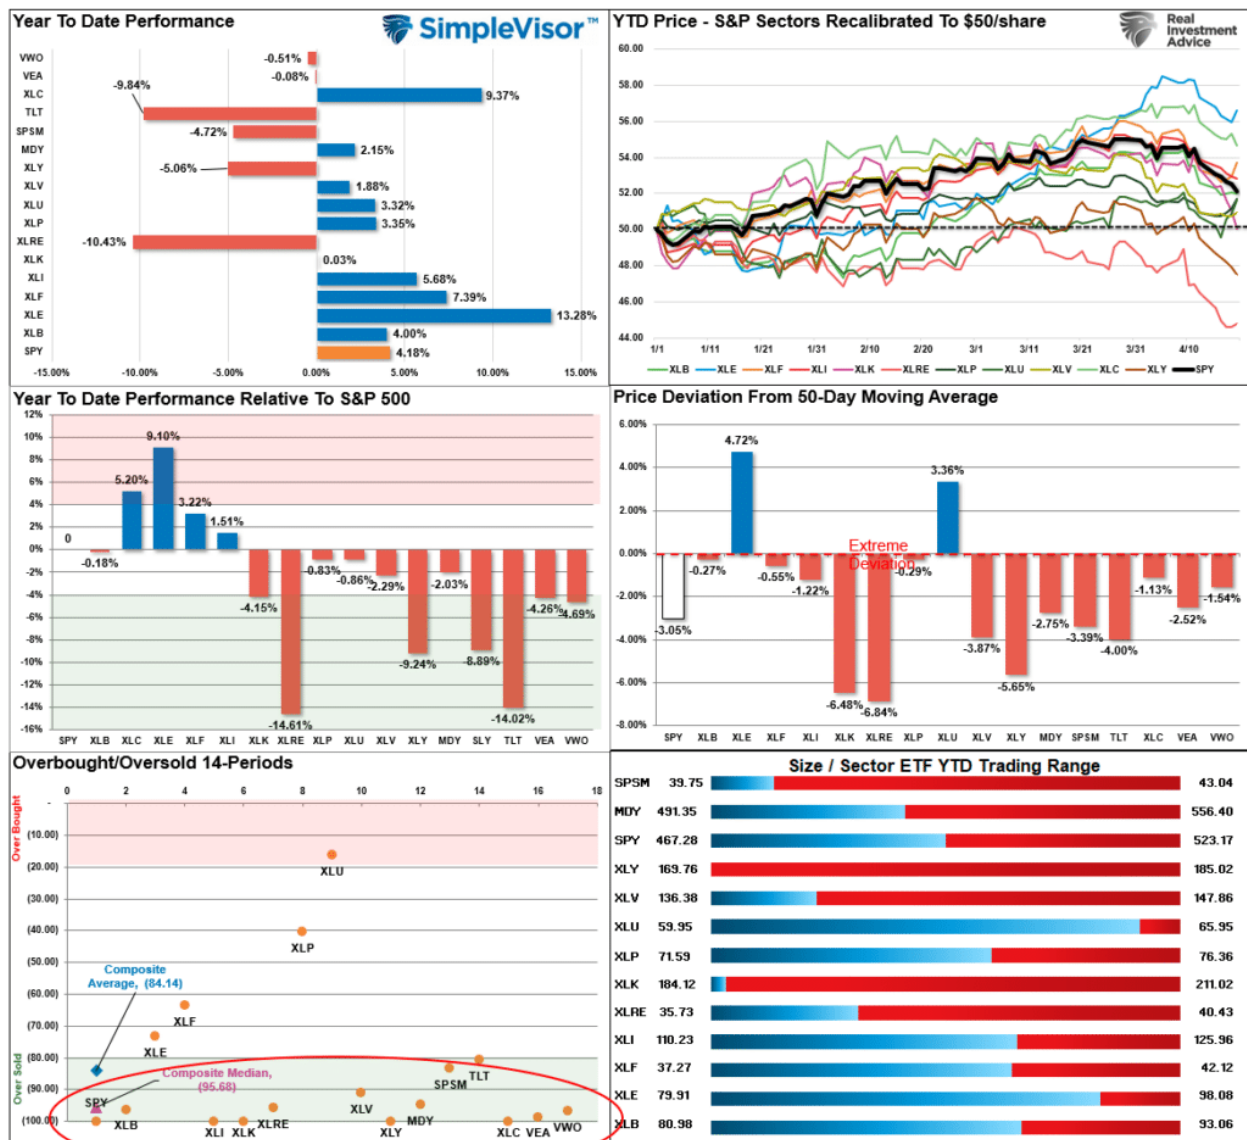 Year To Date Performance
SimpleVisor™
VWO
-0.51%
VEA
-0.08%
-9.84%
XLC
9.37%
TLT
SPSM
-4.72%
MDY
2.15%
XLY
-5.06%
XLV
1.88%
XLU
3.32%
XLP
3.35%
XLRE
-10.43%
XLK
0.03%
XLI
5.68%
XLF
7.39%
XLE
13.28%
XLB
4.00%
SPY
4.18%
-15.00% -10.00% -5.00% 0.00% 5.00% 10.00% 15.00%
YTD Price - S&P Sectors Recalibrated To $50/share
Real
Investment
Advice
60.00
58.00
56.00
54.00
52.00
50.00
48.00
46.00
44.00
1/1 1/11 1/21 1/31 2/10 2/20 3/1 3/11 3/21 3/31 4/10
XLB XLE XLF XLI XLK XLRE XLP XLU XLV XLC XLY SPY
Year To Date Performance Relative To S&P 500
12%
10%
8%
6%
4%
2%
0%
-2%
-4%
-6%
-8%
-10%
-12%
-14%
-16%
0
-0.18%
5.20%
9.10%
3.22%
1.51%
-4.15%
-14.61%
-0.83%
-0.86%
-2.29%
-9.24%
-2.03%
-8.89%
-14.02%
-4.26%
-4.69%
SPY XLB XLC XLE XLF XLI XLK XLRE XLP XLU XLV XLY MDY SLY TLT VEA VWO
Price Deviation From 50-Day Moving Average
6.00%
4.00%
2.00%
0.00%
-2.00%
-4.00%
-6.00%
-8.00%
Extreme
Deviation
-3.05%
-0.27%
4.72%
-0.55%
-1.22%
-6.48%
-6.84%
-0.29%
3.36%
-3.87%
-5.65%
-2.75%
-3.39%
-4.00%
-1.13%
-2.52%
-1.54%
SPY XLB XLE XLF XLI XLK XLRE XLP XLU XLV XLY MDY SPSM TLT XLC VEA VWO
Overbought/Oversold 14-Periods
0 2 4 6 8 10 12 14 16 18
Over Bought
Over Sold
-
(10.00)
(20.00)
(30.00)
(40.00)
(50.00)
(60.00)
(70.00)
(80.00)
(90.00)
(100.00)
XLU
XLP
Composite
Average, (84.14)
XLF
XLE
Composite Median,
(95.68)
SPY
XLB
XLI
XLK
XLRE
XLV
XLY
MDY
SPSM
TLT
XLC
VEA
VWO
Size / Sector ETF YTD Trading Range
SPSM 39.75 43.04
MDY 491.35 556.40
SPY 467.28 523.17
XLY 169.76 185.02
XLV 136.38 147.86
XLU 59.95 65.95
XLP 71.59 76.36
XLK 184.12 211.02
XLRE 35.73 40.43
XLI 110.23 125.96
XLF 37.27 42.12
XLE 79.91 98.08
XLB 80.98 93.06